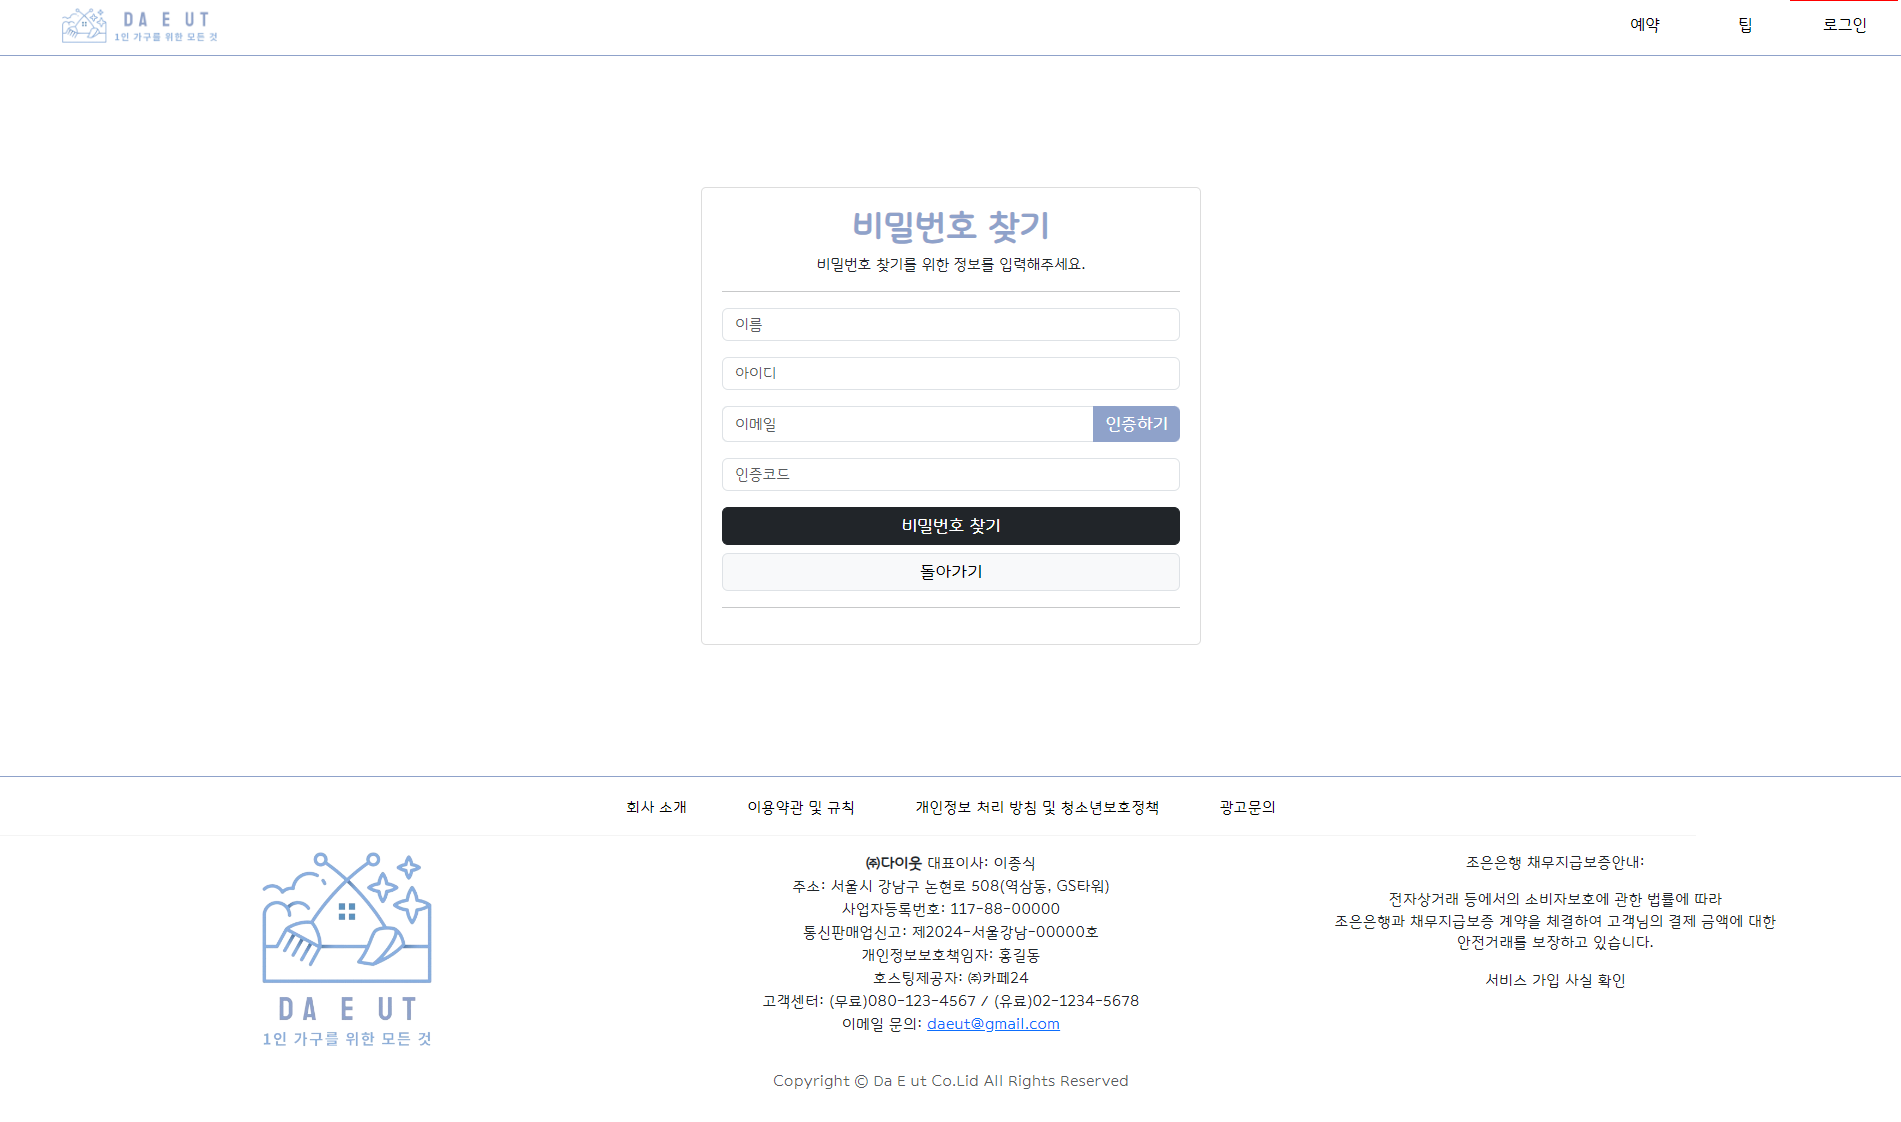 DA E UT
1인 가구를 위한 모든 것
예약
팁
로그인
비밀번호 찾기
비밀번호 찾기를 위한 정보를 입력해주세요.
이름
아이디
이메일
인증하기
인증코드
비밀번호 찾기
돌아가기
회사 소개
이용약관 및 규칙
개인정보 처리 방침 및 청소년보호정책
광고문의
DA E UT
1인 가구를 위한 모든 것
㈜다이웃 대표이사: 이종식
주소: 서울시 강남구 논현로 508(역삼동, GS타워)
사업자등록번호: 117-88-00000
통신판매업신고: 제2024-서울강남-00000호
개인정보보호책임자: 홍길동
호스팅제공자: ㈜카페24
고객센터: (무료)080-123-4567 / (유료)02-1234-5678
이메일 문의: daeut@gmail.com
조은은행 채무지급보증안내:
전자상거래 등에서의 소비자보호에 관한 법률에 따라
조은은행과 채무지급보증 계약을 체결하여 고객님의 결제 금액에 대한
안전거래를 보장하고 있습니다.
서비스 가입 사실 확인
Copyright © Da E ut Co.Lid All Rights Reserved